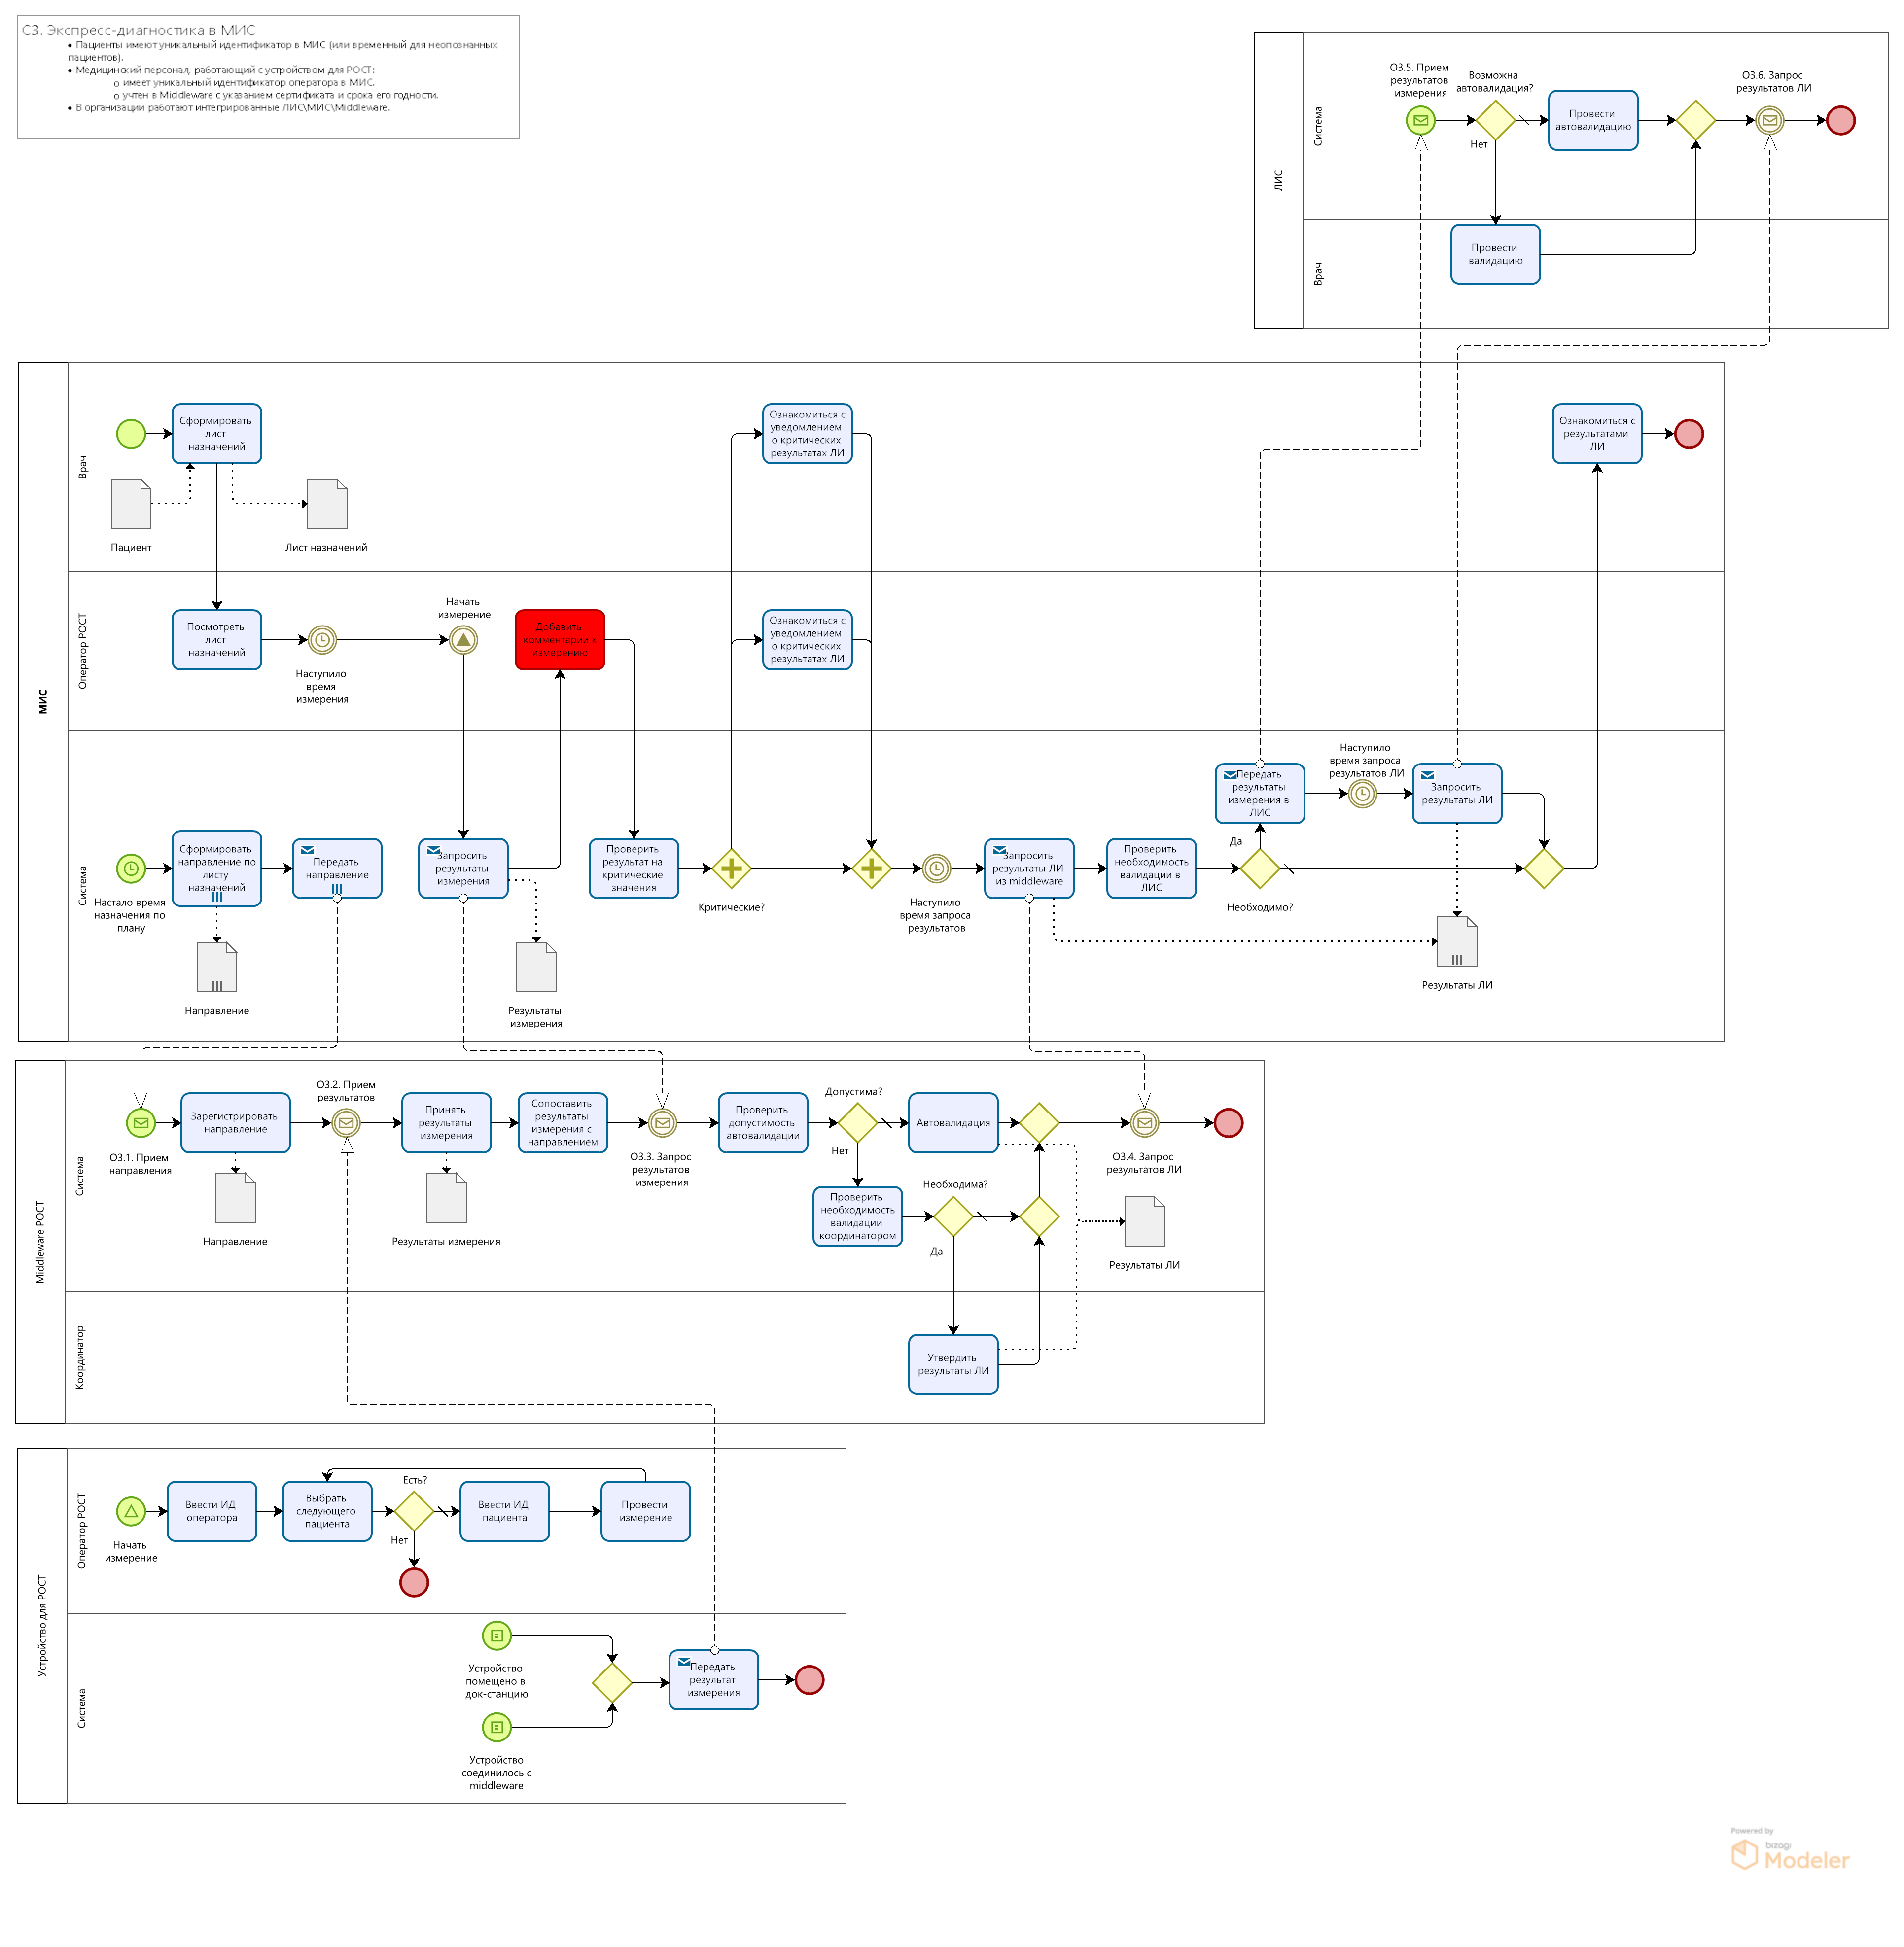 С3. Экспресс-диагностика в МИС
• Пациенты имеют уникальный идентификатор в МИС (или временный для неопознанных
пациентов).
• Медицинский персонал, работающий с устройством для РОСТ:
o имеет уникальный идентификатор оператора в МИС.
o учтен в Middleware с указанием сертификата и срока его годности.
• В организации работают интегрированные ЛИС\МИС\Middleware.
ЛИС
Система
О3.5. Прием
результатов
измерения
Возможна
автовалидация?
Нет
Провести
автовалидацию
О3.6. Запрос
результатов ЛИ
Врач
Провести
валидацию
МИС
Врач
Сформировать
лист
назначений
Пациент
Лист назначений
Ознакомиться с
уведомлением
о критических
результатах ЛИ
Ознакомиться с
результатами
ЛИ
Оператор РОСТ
Посмотреть
лист
назначений
Наступило
время
измерения
Начать
измерение
Добавить
комментарии к
измерению
Ознакомиться с
уведомлением
о критических
результатах ЛИ
Система
Настало время
назначения по
плану
Сформировать
направление по
листу
назначений
Направление
Передать
направление
Запросить
результаты
измерения
Результаты
измерения
Проверить
результат на
критические
значения
Критические?
Наступило
время запроса
результатов
Запросить
результаты ЛИ
из middleware
Проверить
необходимость
валидации в
ЛИС
Необходимо?
Да
Передать
результаты
измерения в
ЛИС
Наступило
время запроса
результатов ЛИ
Запросить
результаты ЛИ
Результаты ЛИ
Middleware РОСТ
Система
О3.1. Прием
направления
Зарегистрировать
направление
Направление
О3.2. Прием
результатов
Принять
результаты
измерения
Результаты измерения
Сопоставить
результаты
измерения с
направлением
О3.3. Запрос
результатов
измерения
Проверить
допустимость
автовалидации
Допустима?
Нет
Автовалидация
Проверить
необходимость
валидации
координатором
Необходима?
Да
О3.4. Запрос
результатов ЛИ
Результаты ЛИ
Координатор
Утвердить
результаты ЛИ
Устройство для РОСТ
Оператор РОСТ
Начать
измерение
Ввести ИД
оператора
Выбрать
следующего
пациента
Есть?
Нет
Ввести ИД
пациента
Провести
измерение
Система
Устройство
помещено в
док-станцию
Устройство
соединилось с
middleware
Передать
результат
измерения
Powered by
bizagi
Modeler